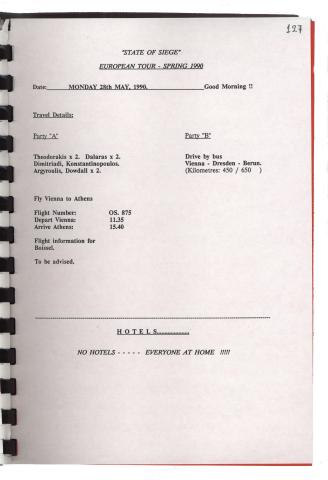 127
"STATE OF SIEGE"
EUROPEAN TOUR - SPRING 1990
Date: MONDAY 28th MAY, 1990. Good Morning !!
Travel Details:
Party "A" Party "B"
Theodorakis x 2. Dalaras x 2. Drive by bus
Dimitriadi, Konstantinopoulos. Vienna - Dresden - Berun.
Argyroulis, Dowdall x 2. (Kilometres: 450 / 650 )
Fly Vienna to Athens
Flight Number: OS. 875
Depart Vienna: 11.35
Arrive Athens: 15.40
Flight information for
Boissel.
To be advised.
HOTELS................
NO HOTELS - - - - - EVERYONE AT HOME !!!!!